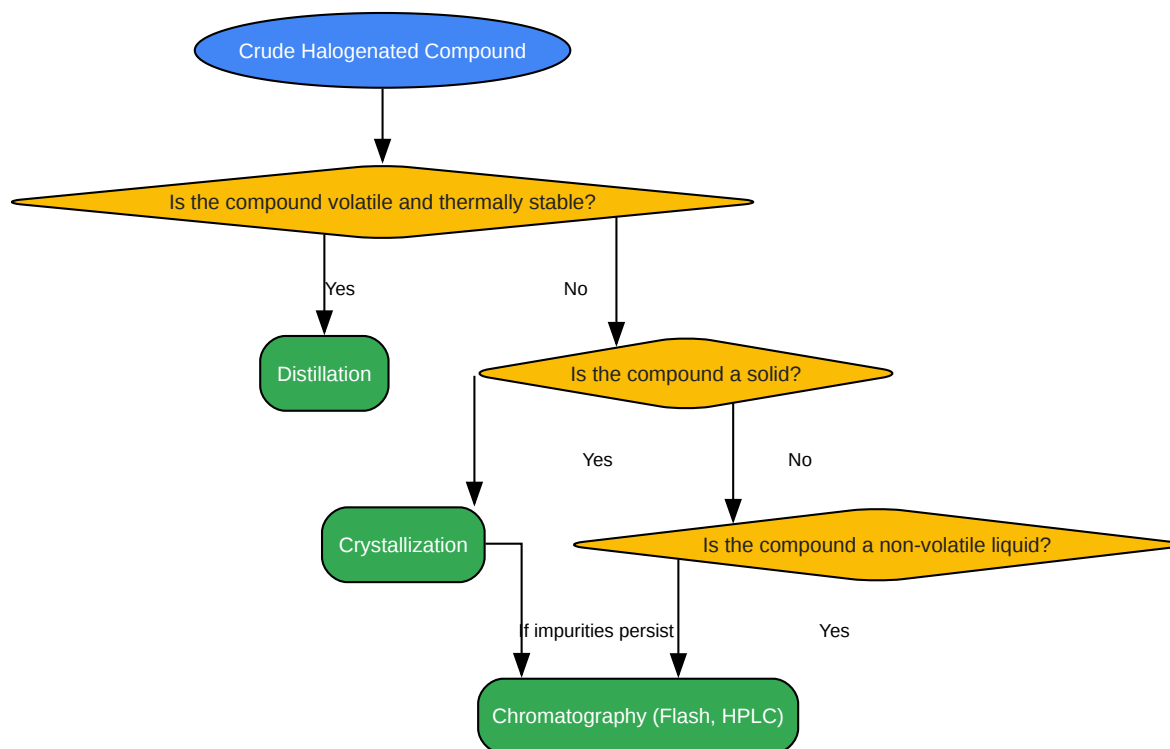 Crude Halogenated Compound
Is the compound volatile and thermally stable?
Yes
No
Distillation
Is the compound a solid?
Yes
No
Crystallization
Is the compound a non-volatile liquid?
If impurities persist
Yes
Chromatography (Flash, HPLC)